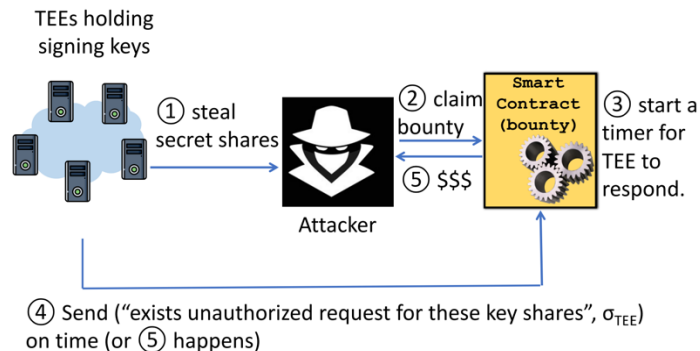 TEEs holding
signing keys
① steal
secret shares
Attacker
② claim
bounty
⑤ $$$
Smart
Contract
(bounty)
③ start a
timer for
TEE to
respond.
④ Send (“exists unauthorized request for these key shares”, σTEE)
on time (or ⑤ happens)